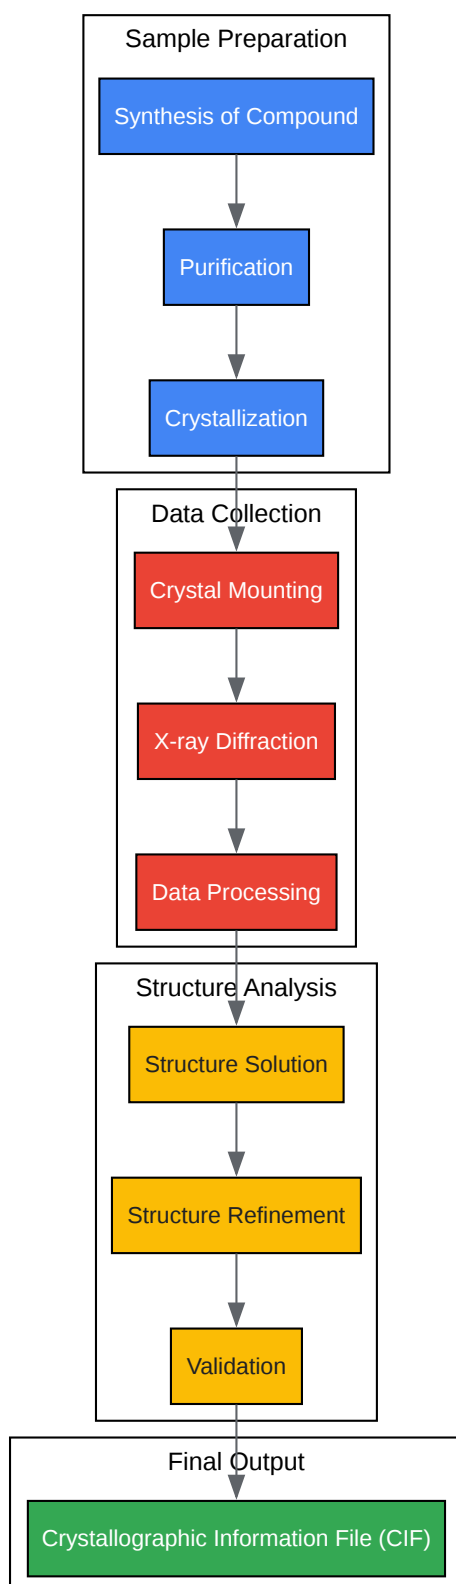 Sample Preparation
Synthesis of Compound
Purification
Crystallization
Data Collection
Crystal Mounting
X-ray Diffraction
Data Processing
Structure Analysis
Structure Solution
Structure Refinement
Validation
Final Output
Crystallographic Information File (CIF)